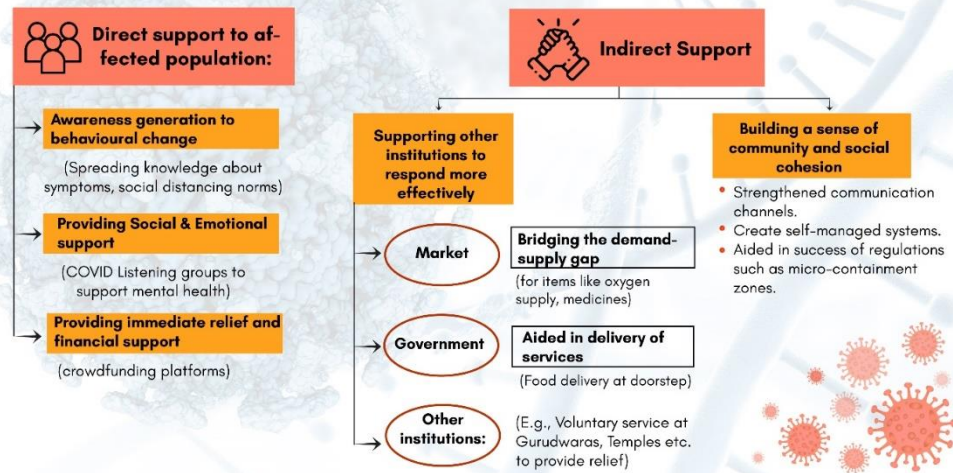 Direct support to af-
fected population:
Awareness generation to
behavioural change
(Spreading knowledge about
symptoms, social distancing norms)
Providing Social & Emotional
support
(COVID Listening groups to
support mental health)
Providing immediate relief and
financial support
(crowdfunding platforms)
Indirect Support
Supporting other
institutions to
respond more
effectively
Market
Bridging the demand-
supply gap
(for items like oxygen
supply, medicines)
Government
Aided in delivery of
services
(Food delivery at doorstep)
Other
institutions:
(E.g., Voluntary service at
Gurudwaras, Temples etc.
to provide relief)
Building a sense of
community and social
cohesion
• Strengthened communication
channels.
• Create self-managed systems.
• Aided in success of regulations
such as micro-containment
zones.